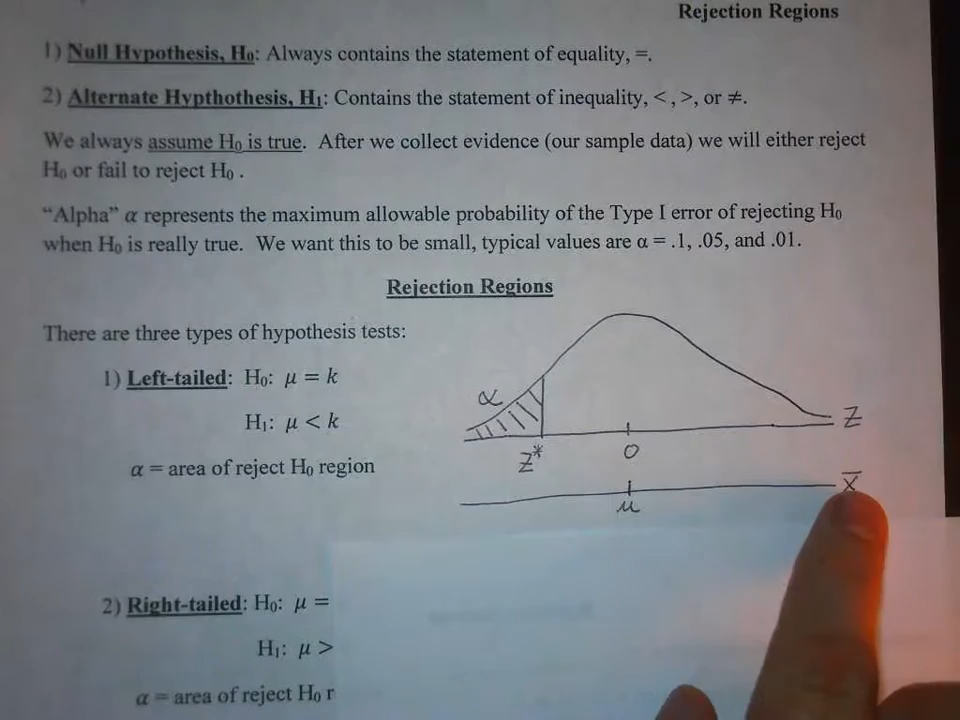 Rejection Regions
1) Null Hypothesis, H₀: Always contains the statement of equality, =.
2) Alternate Hypthothesis, H₁: Contains the statement of inequality, <, >, or ≠.
We always assume H₀ is true. After we collect evidence (our sample data) we will either reject
H₀ or fail to reject H₀ .
“Alpha” α represents the maximum allowable probability of the Type I error of rejecting H₀
when H₀ is really true. We want this to be small, typical values are α = .1, .05, and .01.
Rejection Regions
There are three types of hypothesis tests:
1) Left-tailed: H₀: μ = k
H₁: μ < k
α = area of reject H₀ region
α
Z
Z* 0
x̄
μ
2) Right-tailed: H₀: μ =
H₁: μ >
α = area of reject H₀ r